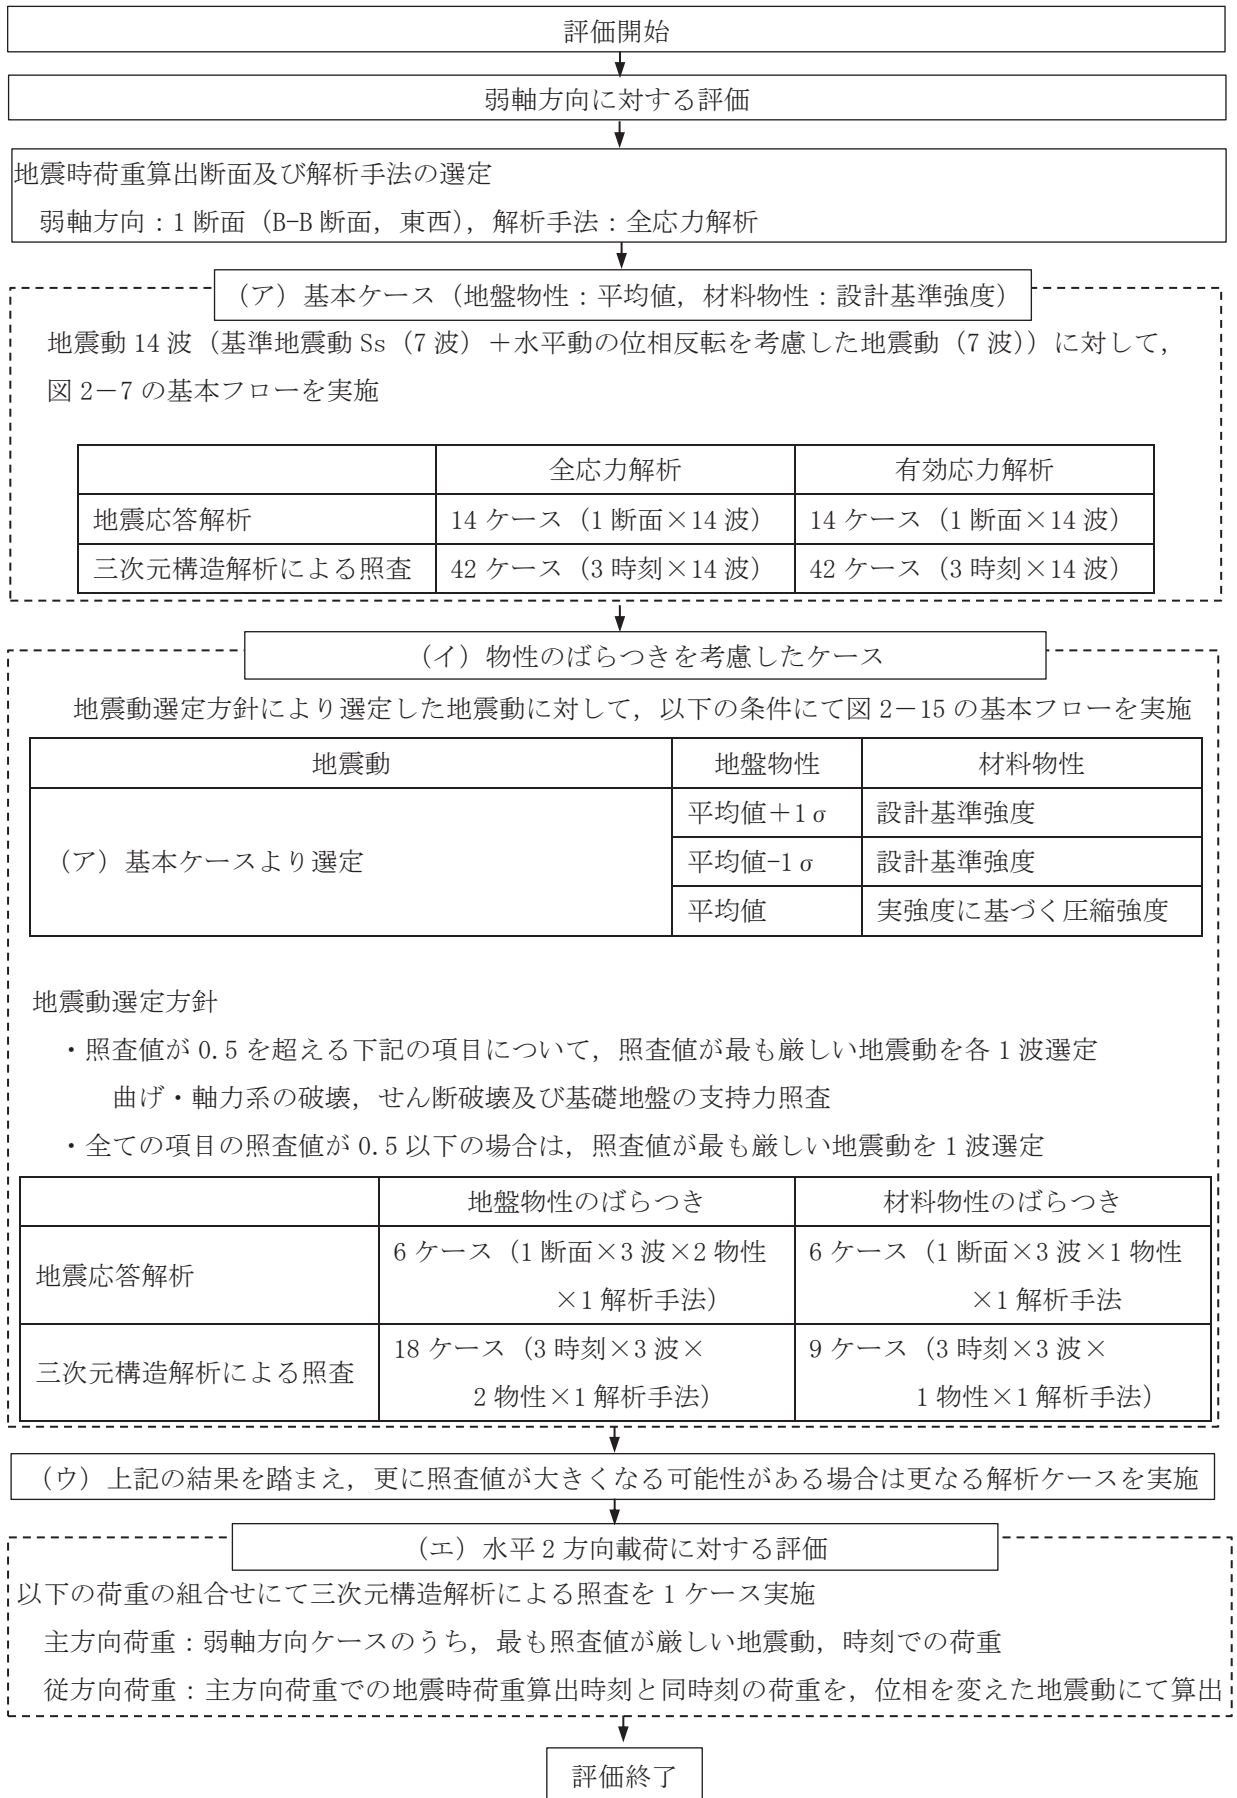 評価開始
弱軸方向に対する評価
地震時荷重算出断面及び解析手法の選定
弱軸方向：1断面（B-B断面，東西），解析手法：全応力解析
（ア）基本ケース（地盤物性：平均値，材料物性：設計基準強度）
地震動14波（基準地震動Ss（7波）＋水平動の位相反転を考慮した地震動（7波））に対して，
図2－7の基本フローを実施
全応力解析 有効応力解析
地震応答解析 14ケース（1断面×14波） 14ケース（1断面×14波）
三次元構造解析による照査 42ケース（3時刻×14波） 42ケース（3時刻×14波）
（イ）物性のばらつきを考慮したケース
地震動選定方針により選定した地震動に対して，以下の条件にて図2－15の基本フローを実施
地震動 地盤物性 材料物性
平均値＋1σ 設計基準強度
（ア）基本ケースより選定 平均値-1σ 設計基準強度
平均値 実強度に基づく圧縮強度
地震動選定方針
・照査値が0.5を超える下記の項目について，照査値が最も厳しい地震動を各1波選定
曲げ・軸力系の破壊，せん断破壊及び基礎地盤の支持力照査
・全ての項目の照査値が0.5以下の場合は，照査値が最も厳しい地震動を1波選定
地盤物性のばらつき 材料物性のばらつき
地震応答解析 6ケース（1断面×3波×2物性 6ケース（1断面×3波×1物性
×1解析手法） ×1解析手法
三次元構造解析による照査 18ケース（3時刻×3波× 9ケース（3時刻×3波×
2物性×1解析手法） 1物性×1解析手法）
（ウ）上記の結果を踏まえ，更に照査値が大きくなる可能性がある場合は更なる解析ケースを実施
（エ）水平2方向載荷に対する評価
以下の荷重の組合せにて三次元構造解析による照査を1ケース実施
主方向荷重：弱軸方向ケースのうち，最も照査値が厳しい地震動，時刻での荷重
従方向荷重：主方向荷重での地震時荷重算出時刻と同時刻の荷重を，位相を変えた地震動にて算出
評価終了